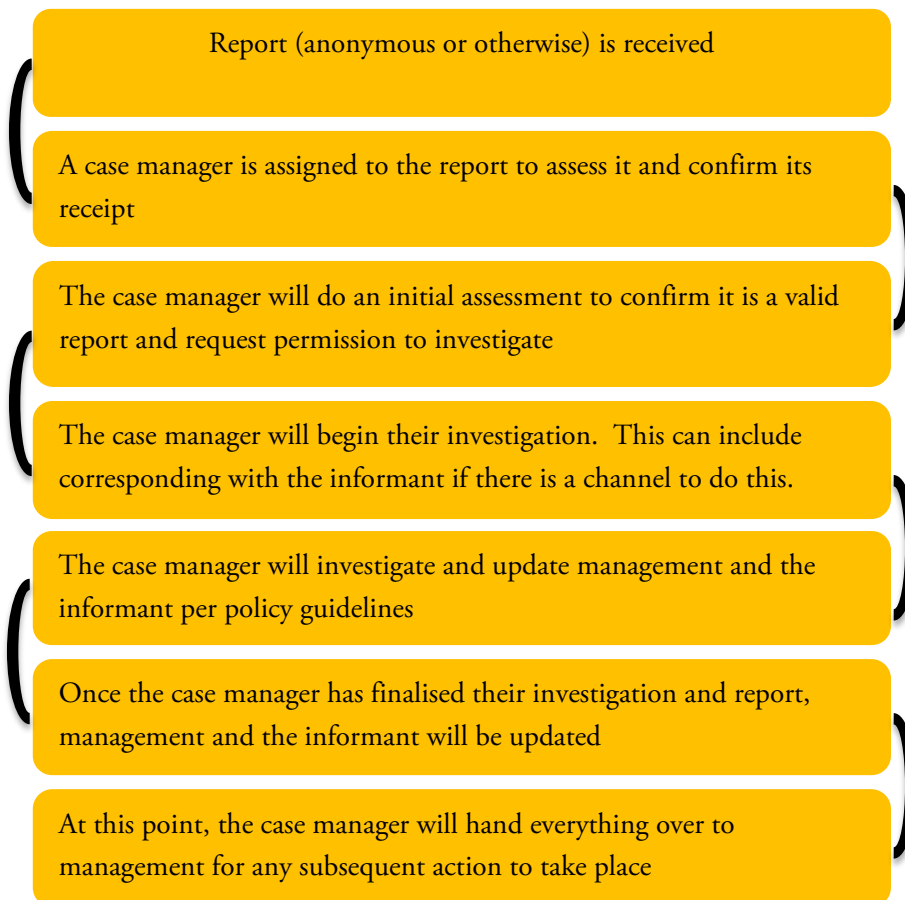 Report (anonymous or otherwise) is received
A case manager is assigned to the report to assess it and confirm its
receipt
The case manager will do an initial assessment to confirm it is a valid
report and request permission to investigate
The case manager will begin their investigation.  This can include
corresponding with the informant if there is a channel to do this.
The case manager will investigate and update management and the
informant per policy guidelines
Once the case manager has finalised their investigation and report,
management and the informant will be updated
At this point, the case manager will hand everything over to
management for any subsequent action to take place